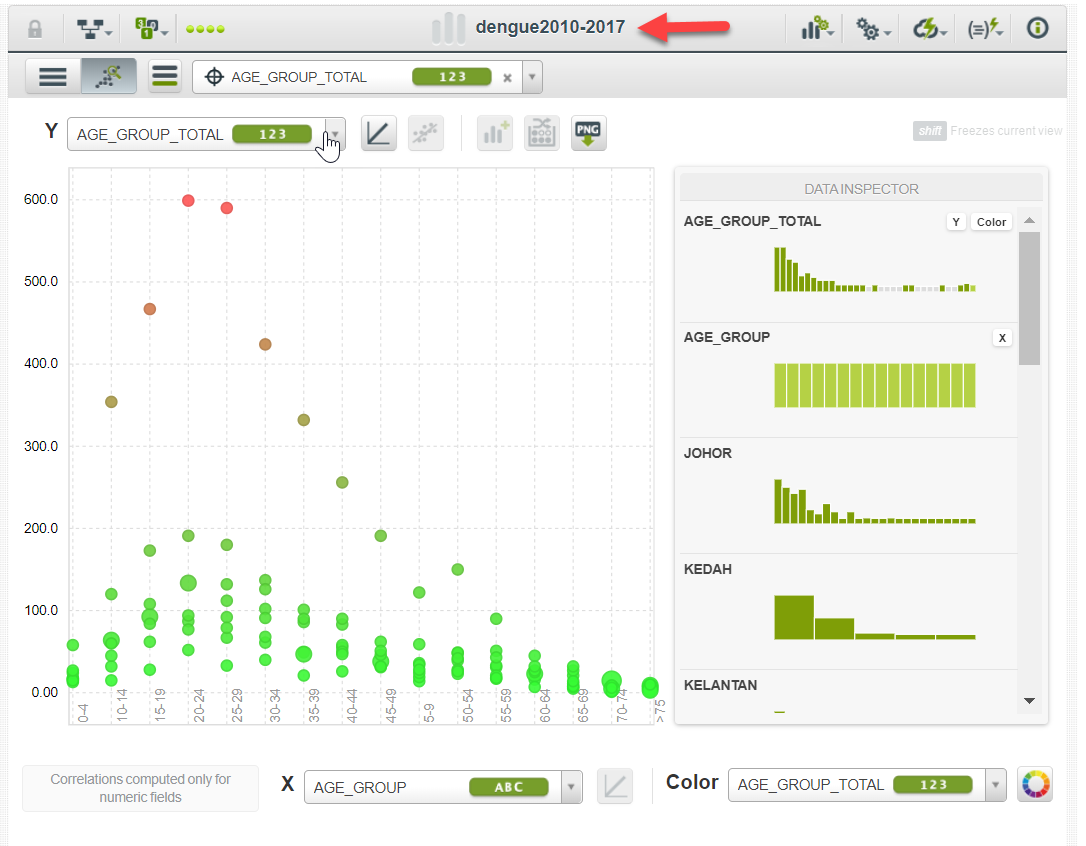 dengue2010-2017
AGE_GROUP_TOTAL 123 x
Y AGE_GROUP_TOTAL 123
PNG
shift Freezes current view
600.0
500.0
400.0
300.0
200.0
100.0
0.00
0-4
10-14
15-19
20-24
25-29
30-34
35-39
40-44
45-49
5-9
50-54
55-59
60-64
65-69
70-74
>75
DATA INSPECTOR
AGE_GROUP_TOTAL Y Color
AGE_GROUP X
JOHOR
KEDAH
KELANTAN
Correlations computed only for
numeric fields
X AGE_GROUP ABC
Color AGE_GROUP_TOTAL 123